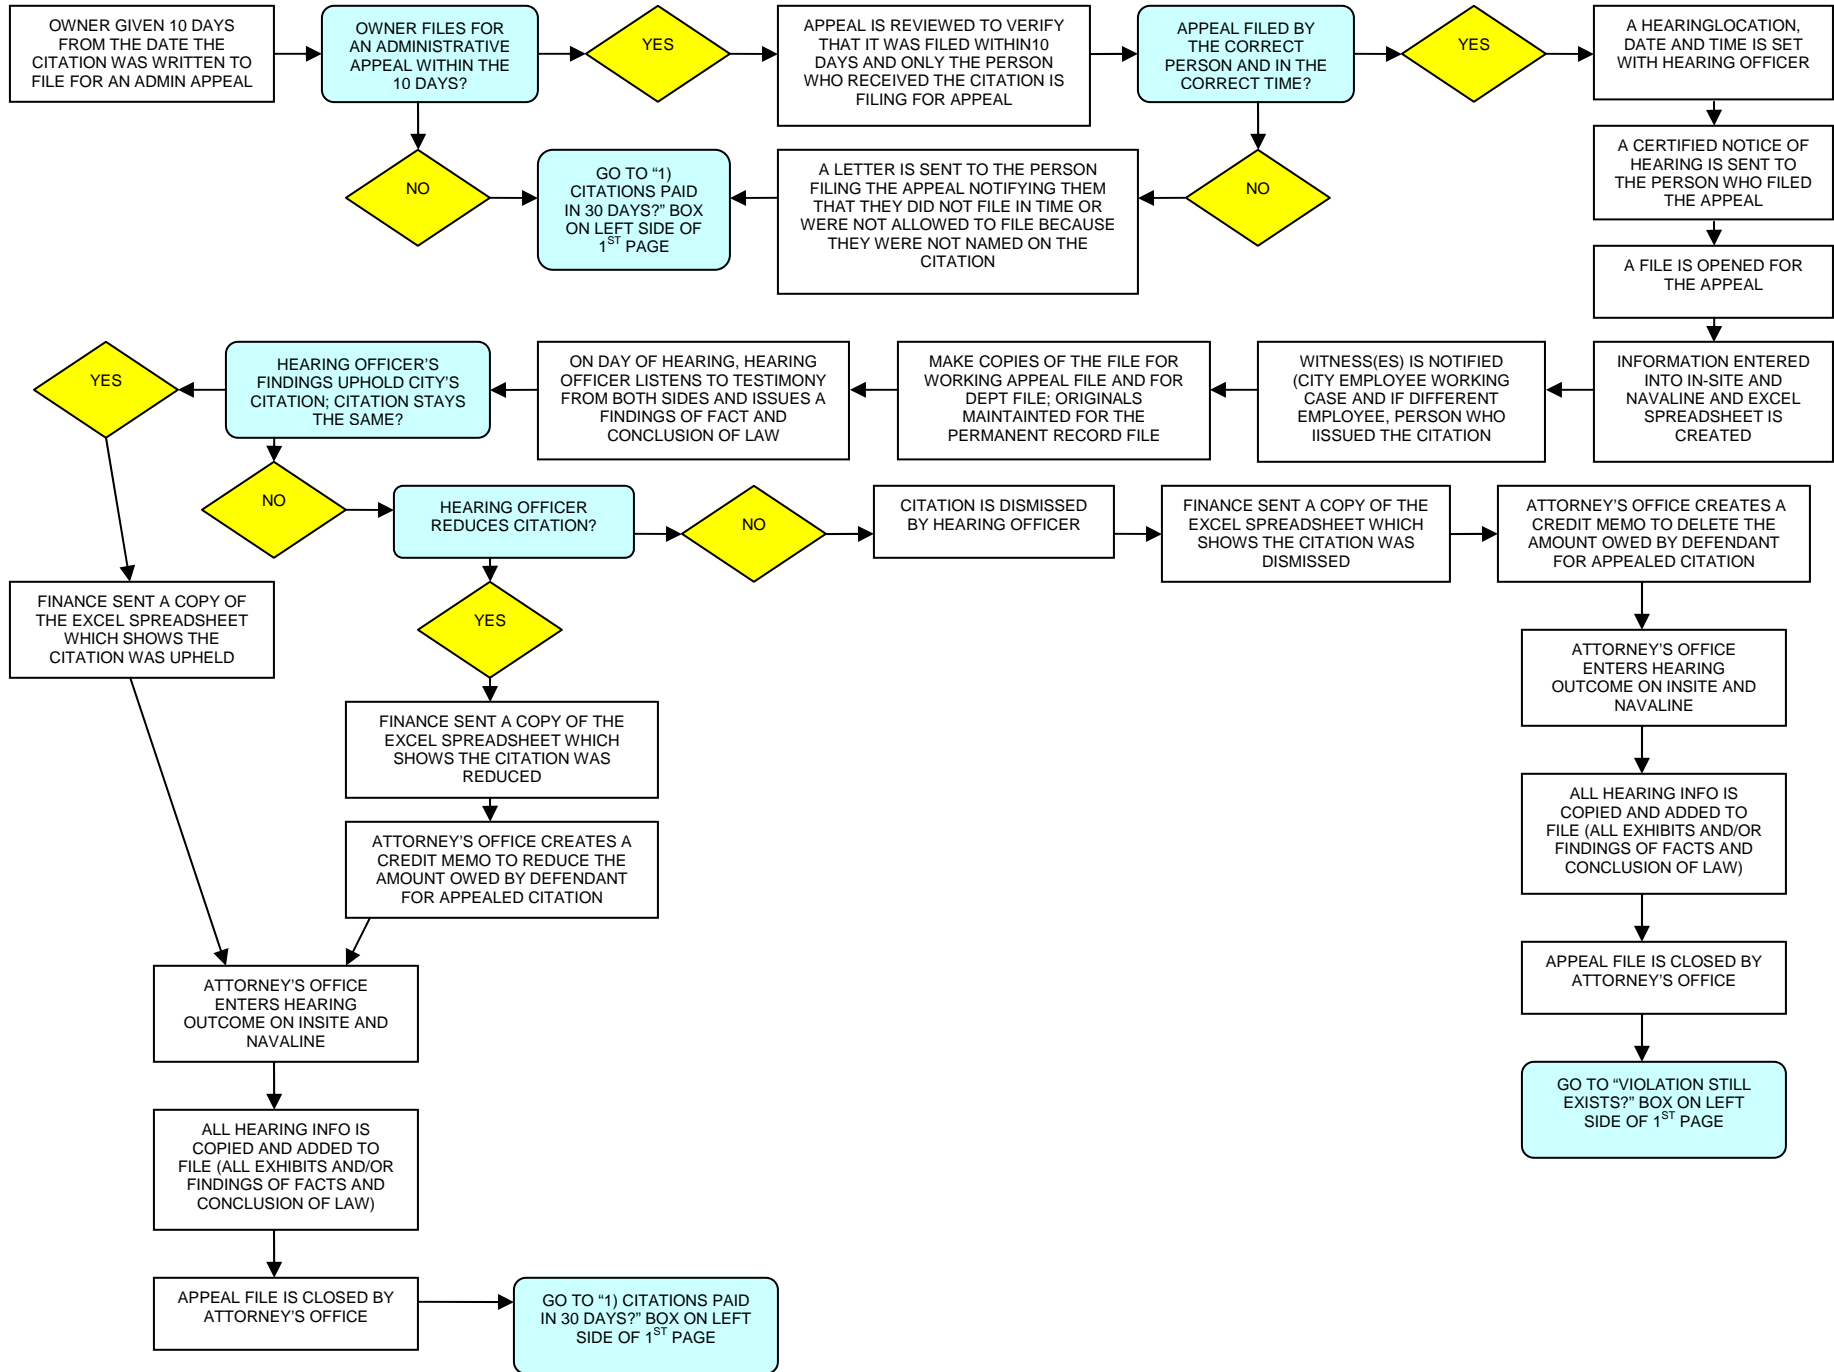 OWNER GIVEN 10 DAYS
FROM THE DATE THE
CITATION WAS WRITTEN TO
FILE FOR AN ADMIN APPEAL
OWNER FILES FOR
AN ADMINISTRATIVE
APPEAL WITHIN THE
10 DAYS?
YES
APPEAL IS REVIEWED TO VERIFY
THAT IT WAS FILED WITHIN10
DAYS AND ONLY THE PERSON
WHO RECEIVED THE CITATION IS
FILING FOR APPEAL
APPEAL FILED BY
THE CORRECT
PERSON AND IN THE
CORRECT TIME?
YES
A HEARINGLOCATION,
DATE AND TIME IS SET
WITH HEARING OFFICER
NO
GO TO “1)
CITATIONS PAID
IN 30 DAYS?” BOX
ON LEFT SIDE OF
1ST PAGE
A LETTER IS SENT TO THE PERSON
FILING THE APPEAL NOTIFYING THEM
THAT THEY DID NOT FILE IN TIME OR
WERE NOT ALLOWED TO FILE BECAUSE
THEY WERE NOT NAMED ON THE
CITATION
NO
A CERTIFIED NOTICE OF
HEARING IS SENT TO
THE PERSON WHO FILED
THE APPEAL
A FILE IS OPENED FOR
THE APPEAL
YES
HEARING OFFICER’S
FINDINGS UPHOLD CITY’S
CITATION; CITATION STAYS
THE SAME?
ON DAY OF HEARING, HEARING
OFFICER LISTENS TO TESTIMONY
FROM BOTH SIDES AND ISSUES A
FINDINGS OF FACT AND
CONCLUSION OF LAW
MAKE COPIES OF THE FILE FOR
WORKING APPEAL FILE AND FOR
DEPT FILE; ORIGINALS
MAINTAINTED FOR THE
PERMANENT RECORD FILE
WITNESS(ES) IS NOTIFIED
(CITY EMPLOYEE WORKING
CASE AND IF DIFFERENT
EMPLOYEE, PERSON WHO
IISSUED THE CITATION
INFORMATION ENTERED
INTO IN-SITE AND
NAVALINE AND EXCEL
SPREADSHEET IS
CREATED
NO
HEARING OFFICER
REDUCES CITATION?
NO
CITATION IS DISMISSED
BY HEARING OFFICER
FINANCE SENT A COPY OF THE
EXCEL SPREADSHEET WHICH
SHOWS THE CITATION WAS
DISMISSED
ATTORNEY’S OFFICE CREATES A
CREDIT MEMO TO DELETE THE
AMOUNT OWED BY DEFENDANT
FOR APPEALED CITATION
FINANCE SENT A COPY OF
THE EXCEL SPREADSHEET
WHICH SHOWS THE
CITATION WAS UPHELD
YES
ATTORNEY’S OFFICE
ENTERS HEARING
OUTCOME ON INSITE AND
NAVALINE
FINANCE SENT A COPY OF THE
EXCEL SPREADSHEET WHICH
SHOWS THE CITATION WAS
REDUCED
ALL HEARING INFO IS
COPIED AND ADDED TO
FILE (ALL EXHIBITS AND/OR
FINDINGS OF FACTS AND
CONCLUSION OF LAW)
ATTORNEY’S OFFICE CREATES A
CREDIT MEMO TO REDUCE THE
AMOUNT OWED BY DEFENDANT
FOR APPEALED CITATION
APPEAL FILE IS CLOSED BY
ATTORNEY’S OFFICE
ATTORNEY’S OFFICE
ENTERS HEARING
OUTCOME ON INSITE AND
NAVALINE
GO TO “VIOLATION STILL
EXISTS?” BOX ON LEFT
SIDE OF 1ST PAGE
ALL HEARING INFO IS
COPIED AND ADDED TO
FILE (ALL EXHIBITS AND/OR
FINDINGS OF FACTS AND
CONCLUSION OF LAW)
APPEAL FILE IS CLOSED BY
ATTORNEY’S OFFICE
GO TO “1) CITATIONS PAID
IN 30 DAYS?” BOX ON LEFT
SIDE OF 1ST PAGE